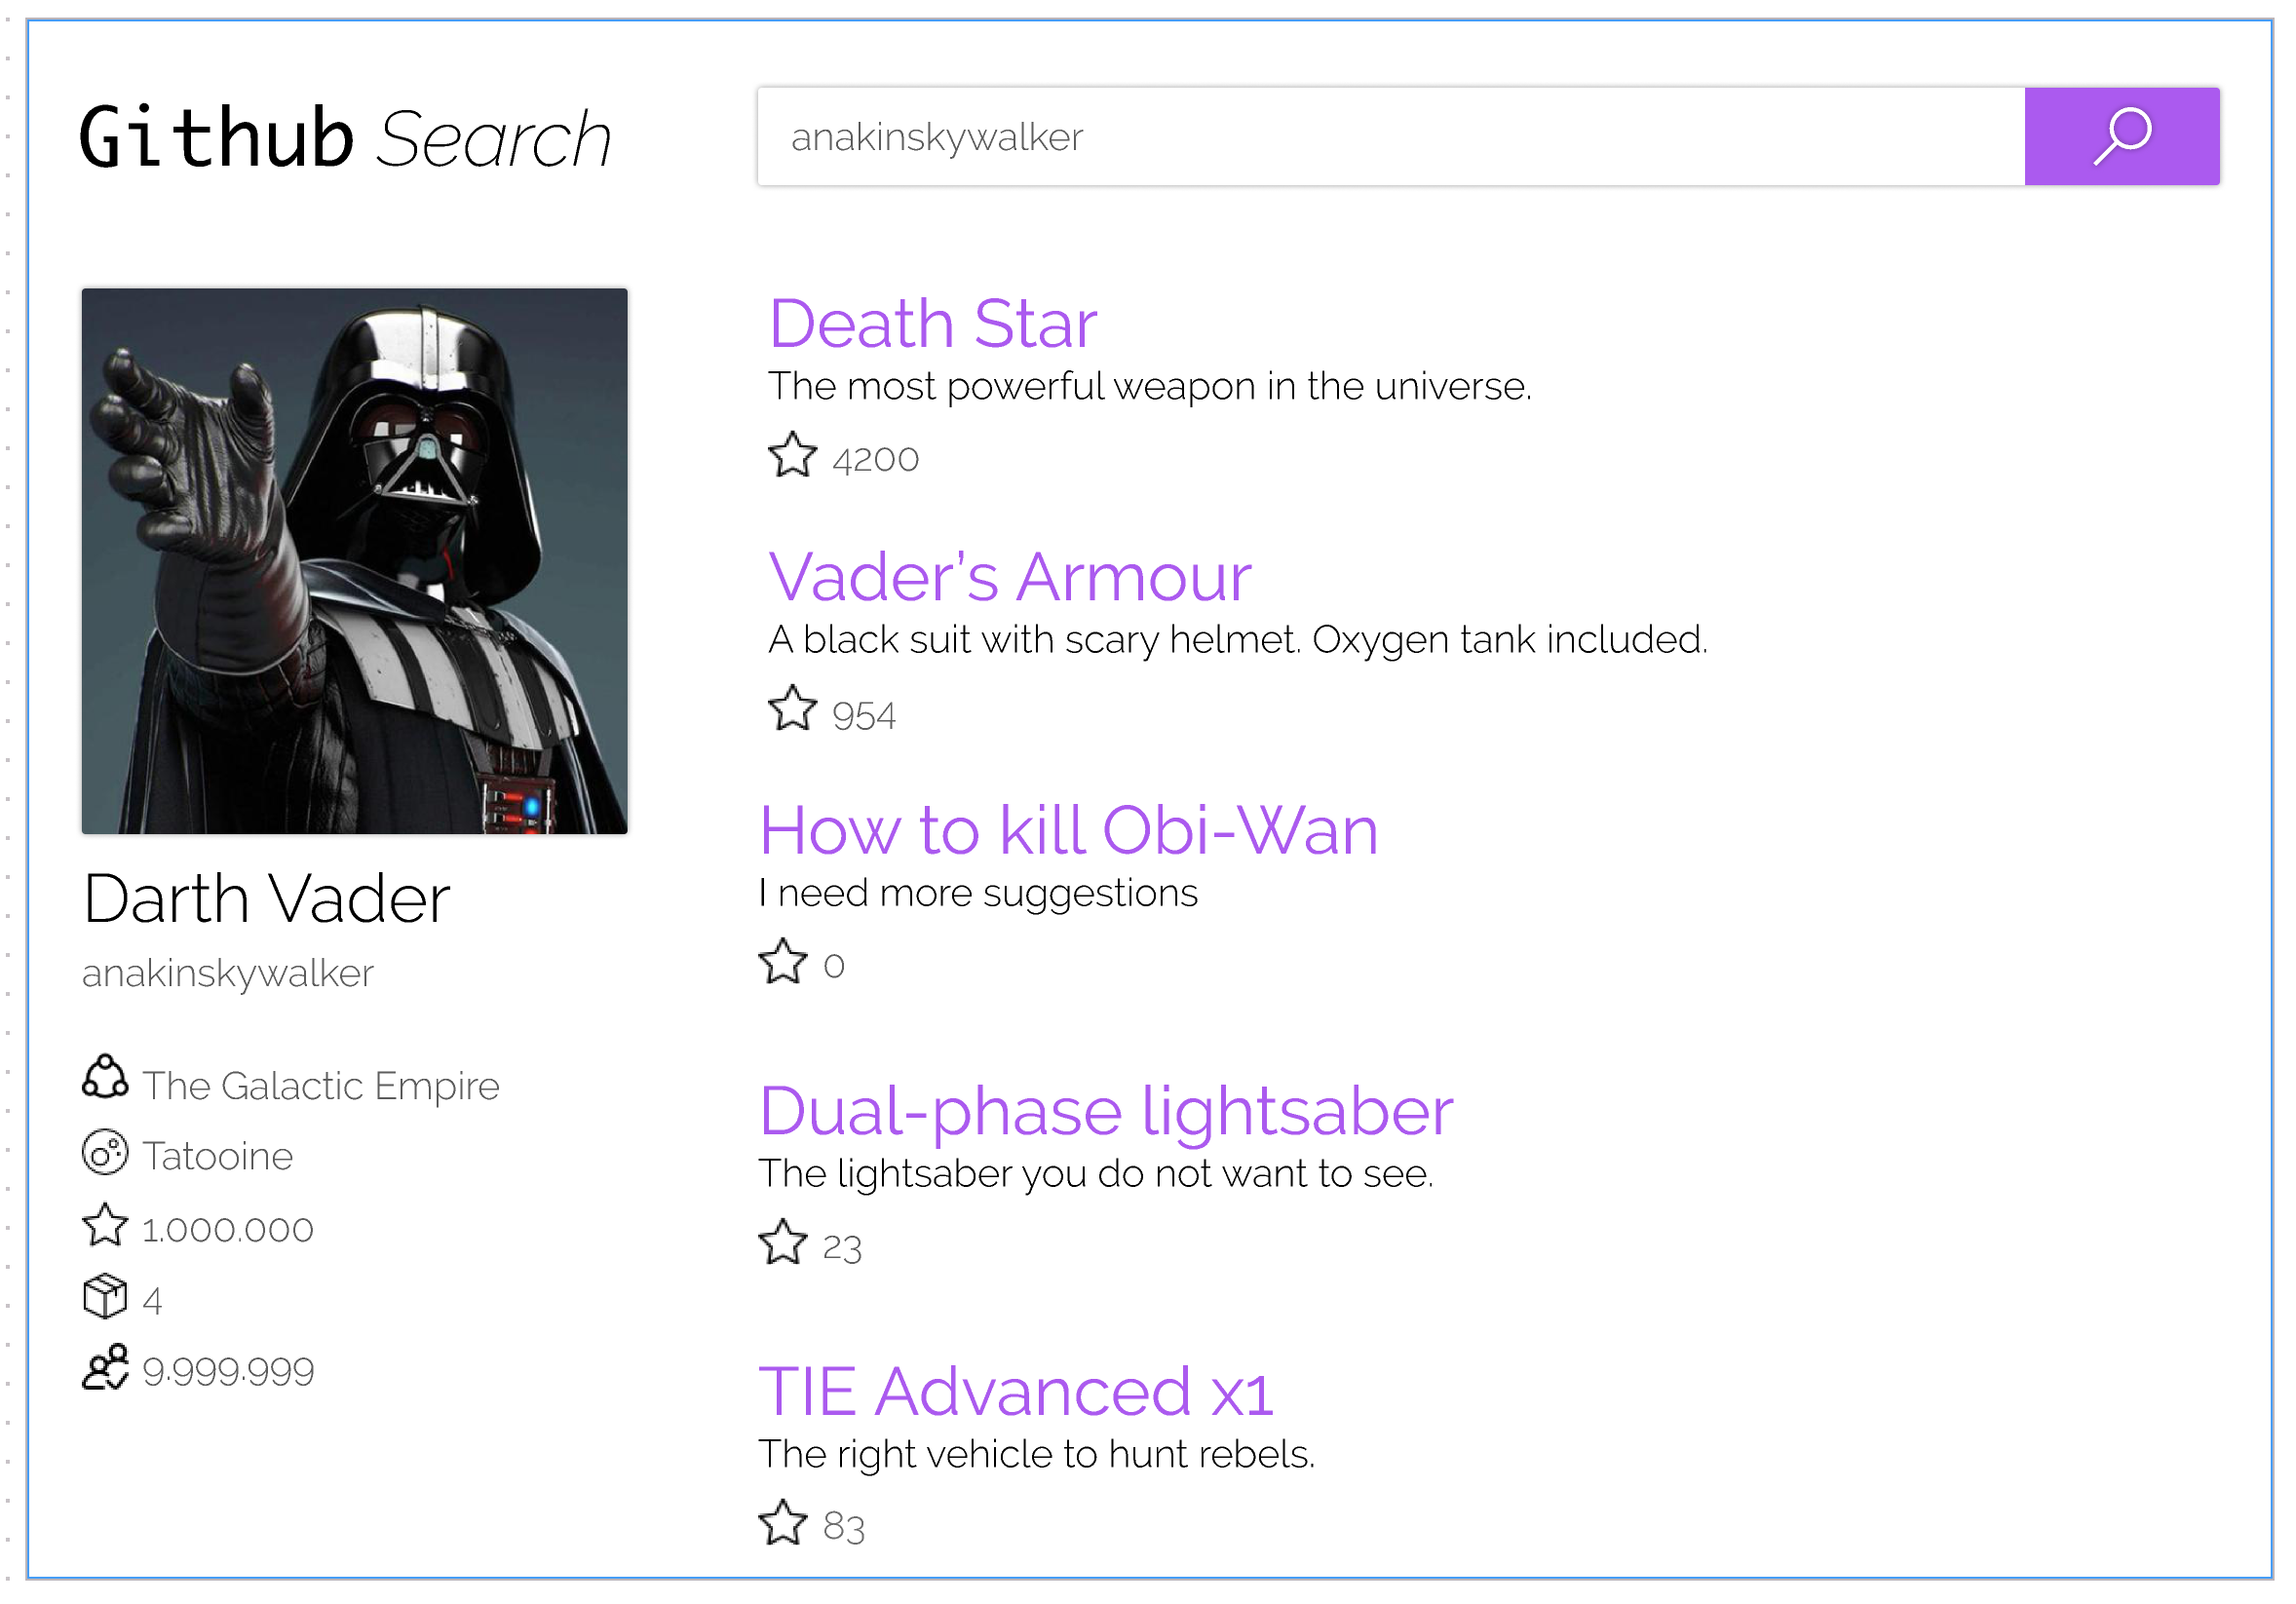 Github Search
anakinskywalker
Darth Vader
anakinskywalker
The Galactic Empire
Tatooine
1.000.000
4
9.999.999
Death Star
The most powerful weapon in the universe.
4200
Vader’s Armour
A black suit with scary helmet. Oxygen tank included.
954
How to kill Obi-Wan
I need more suggestions
0
Dual-phase lightsaber
The lightsaber you do not want to see.
23
TIE Advanced x1
The right vehicle to hunt rebels.
83